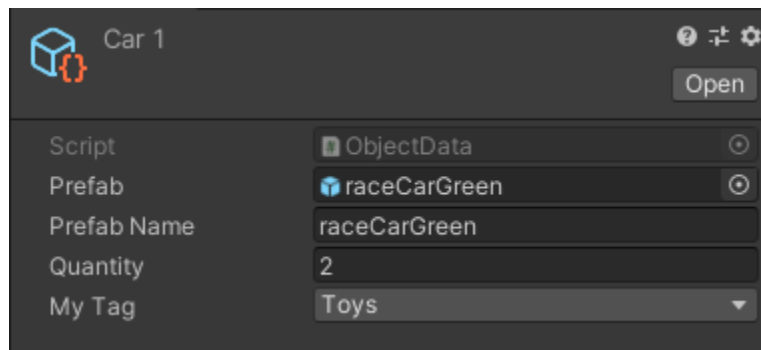 Car 1
Open
Script ObjectData
Prefab raceCarGreen
Prefab Name raceCarGreen
Quantity 2
My Tag Toys